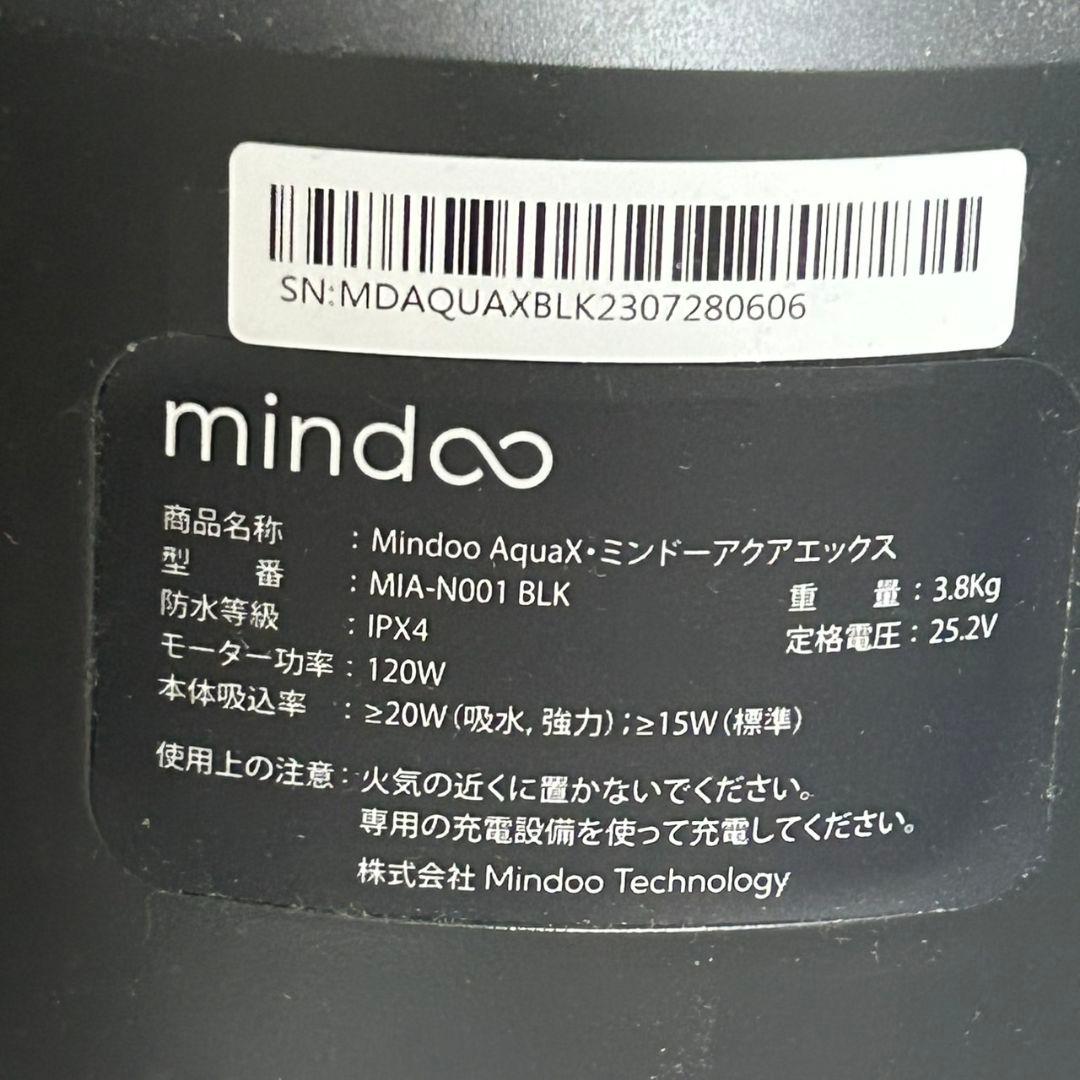 SN:MDAQUAXBLK2307280606
mindoo
商品名称 : Mindoo AquaX・ミンドーアクアエックス
型 番 : MIA-N001 BLK 重 量 : 3.8Kg
防水等級 : IPX4 定格電圧 : 25.2V
モーター功率 : 120W
本体吸込率 : ≥20W (吸水, 強力) ; ≥15W (標準)
使用上の注意 : 火気の近くに置かないでください。
専用の充電設備を使って充電してください。
株式会社 Mindoo Technology